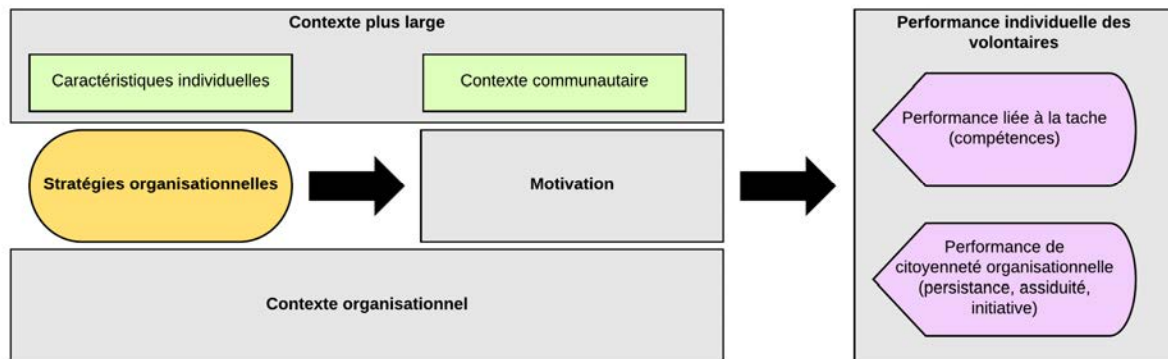 Contexte plus large
Caractéristiques individuelles
Contexte communautaire
Stratégies organisationnelles
Motivation
Contexte organisationnel
Performance individuelle des
volontaires
Performance liée à la tache
(compétences)
Performance de
citoyenneté organisationnelle
(persistance, assiduité,
initiative)